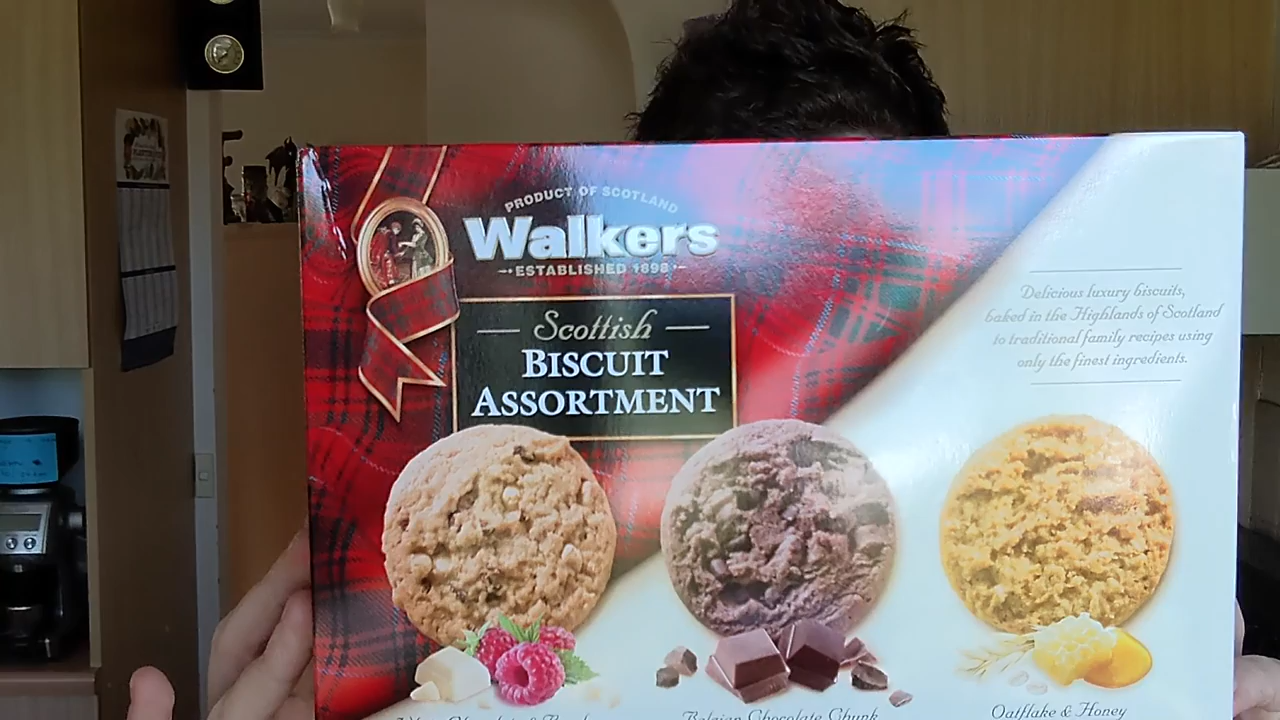 PRODUCT OF SCOTLAND
Walkers
ESTABLISHED 1898
Scottish
BISCUIT
ASSORTMENT
Delicious luxury biscuits,
baked in the Highlands of Scotland
to traditional family recipes using
only the finest ingredients.
Belgian Chocolate Chunk
Oatflake & Honey